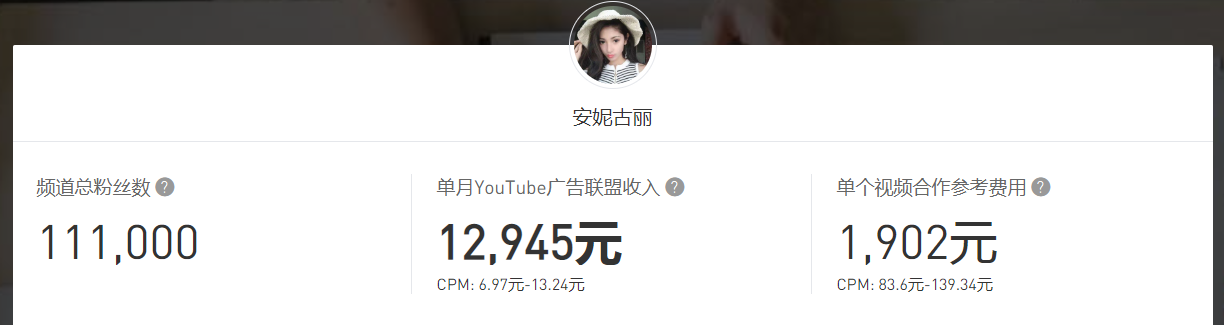 安妮古丽
频道总粉丝数 ?
111,000
单月YouTube广告联盟收入 ?
12,945元
CPM: 6.97元-13.24元
单个视频合作参考费用 ?
1,902元
CPM: 83.6元-139.34元